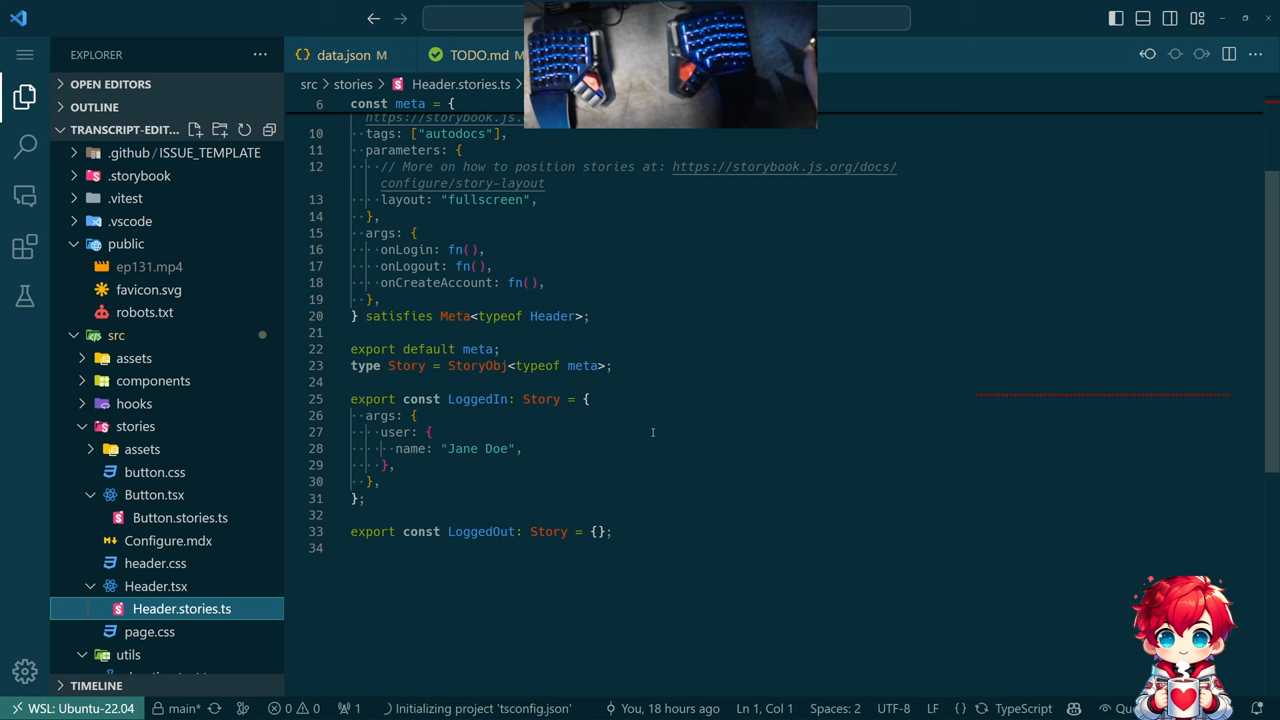 EXPLORER
OPEN EDITORS
OUTLINE
TRANSCRIPT-EDIT...
.github / ISSUE_TEMPLATE
.storybook
.vitest
.vscode
public
ep131.mp4
favicon.svg
robots.txt
src
assets
components
hooks
stories
assets
button.css
Button.tsx
Button.stories.ts
Configure.mdx
header.css
Header.tsx
Header.stories.ts
page.css
utils
TIMELINE
data.json M
TODO.md M
src > stories > Header.stories.ts >
6 const meta = {
https://storybook.js.
10 tags: ["autodocs"],
11 parameters: {
12 // More on how to position stories at: https://storybook.js.org/docs/
configure/story-layout
13 layout: "fullscreen",
14 },
15 args: {
16 onLogin: fn(),
17 onLogout: fn(),
18 onCreateAccount: fn(),
19 },
20 } satisfies Meta<typeof Header>;
21
22 export default meta;
23 type Story = StoryObj<typeof meta>;
24
25 export const LoggedIn: Story = {
26 args: {
27 user: {
28 name: "Jane Doe",
29 },
30 },
31 };
32
33 export const LoggedOut: Story = {};
34
WSL: Ubuntu-22.04 main* 0 0 1 Initializing project 'tsconfig.json' You, 18 hours ago Ln 1, Col 1 Spaces: 2 UTF-8 LF {} TypeScript